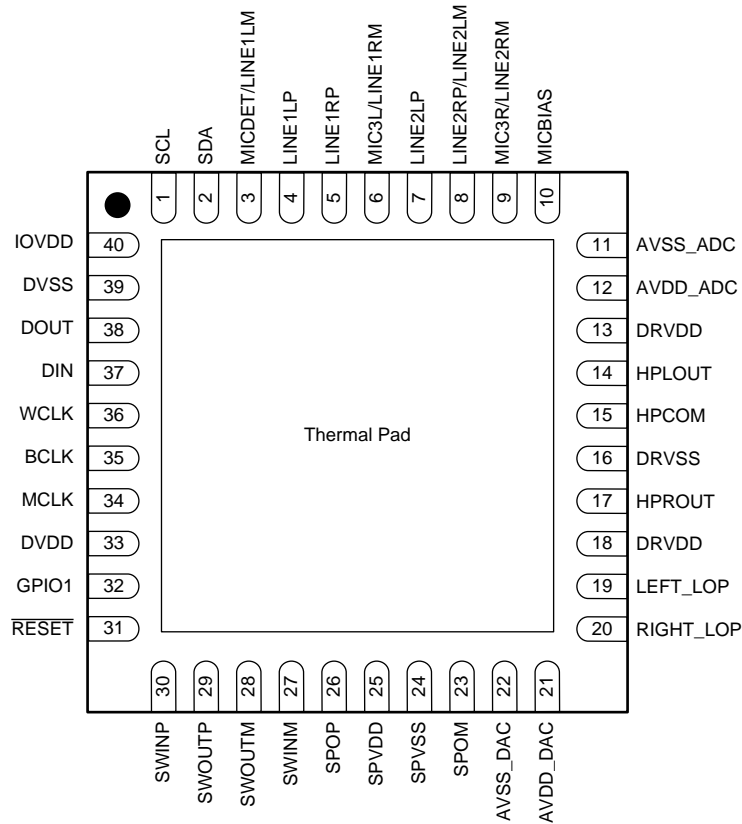 SCL
SDA
MICDET/LINE1LM
LINE1LP
LINE1RP
MIC3L/LINE1RM
LINE2LP
LINE2RP/LINE2LM
MIC3R/LINE2RM
MICBIAS
1
2
3
4
5
6
7
8
9
10
IOVDD 40
DVSS 39
DOUT 38
DIN 37
WCLK 36
BCLK 35
MCLK 34
DVDD 33
GPIO1 32
RESET 31
Thermal Pad
11 AVSS_ADC
12 AVDD_ADC
13 DRVDD
14 HPLOUT
15 HPCOM
16 DRVSS
17 HPROUT
18 DRVDD
19 LEFT_LOP
20 RIGHT_LOP
30
29
28
27
26
25
24
23
22
21
SWINP
SWOUTP
SWOUTM
SWINM
SPOP
SPVDD
SPVSS
SPOM
AVSS_DAC
AVDD_DAC